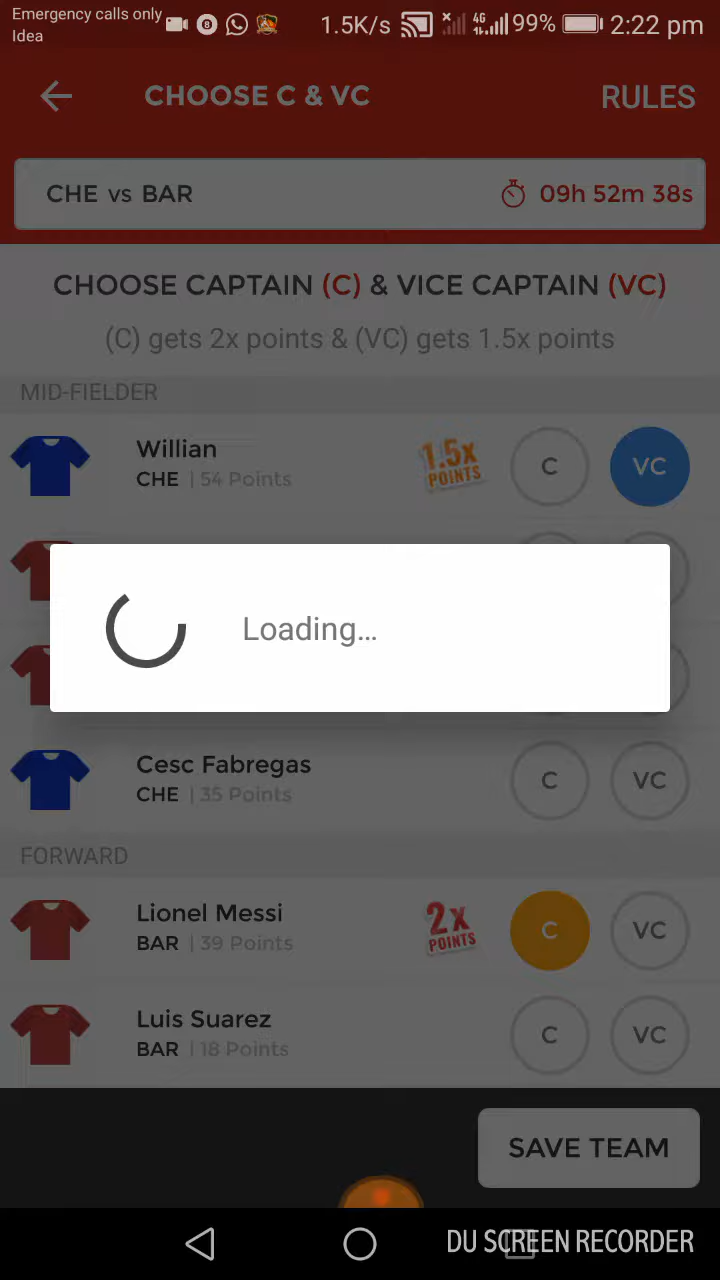 Emergency calls only
Idea
8
1.5K/s
4G
99%
2:22 pm
CHOOSE C & VC
RULES
CHE vs BAR
09h 52m 38s
CHOOSE CAPTAIN (C) & VICE CAPTAIN (VC)
(C) gets 2x points & (VC) gets 1.5x points
MID-FIELDER
Willian
CHE | 54 Points
1.5x
POINTS
C
VC
Loading...
Cesc Fabregas
CHE | 35 Points
C
VC
FORWARD
Lionel Messi
BAR | 39 Points
2x
POINTS
C
VC
Luis Suarez
BAR | 18 Points
C
VC
SAVE TEAM
DU SCREEN RECORDER